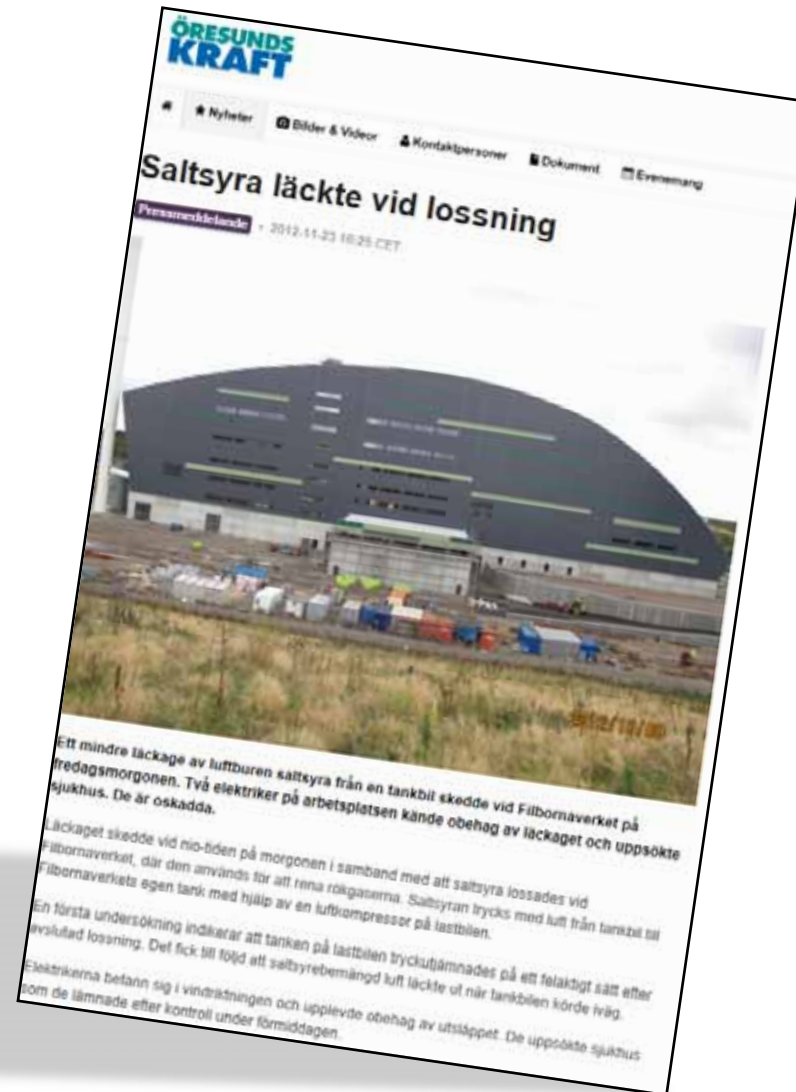 ÖRESUNDS
KRAFT
Nyheter Bilder & Videor Kontaktpersoner Dokument Evenemang
Saltsyra läckte vid lossning
Pressmeddelande • 2012-11-23 16:25 CET
Ett mindre läckage av luftburen saltsyra från en tankbil skedde vid Filbornaverket på
fredagsmorgonen. Två elektriker på arbetsplatsen kände obehag av läckaget och uppsökte
sjukhus. De är oskadda.
Läckaget skedde vid nio-tiden på morgonen i samband med att saltsyra lossades vid
Filbornaverket, där den används för att rena rökgaserna. Saltsyran trycks med luft från tankbil till
Filbornaverkets egen tank med hjälp av en luftkompressor på lastbilen.
En första undersökning indikerar att tanken på lastbilen tryckutjämnades på ett felaktigt sätt efter
avslutad lossning. Det fick till följd att saltsyrebemängd luft läckte ut när tankbilen körde iväg.
Elektrikerna befann sig i vindriktningen och upplevde obehag av utsläppet. De uppsökte sjukhus
som de lämnade efter kontroll under förmiddagen.